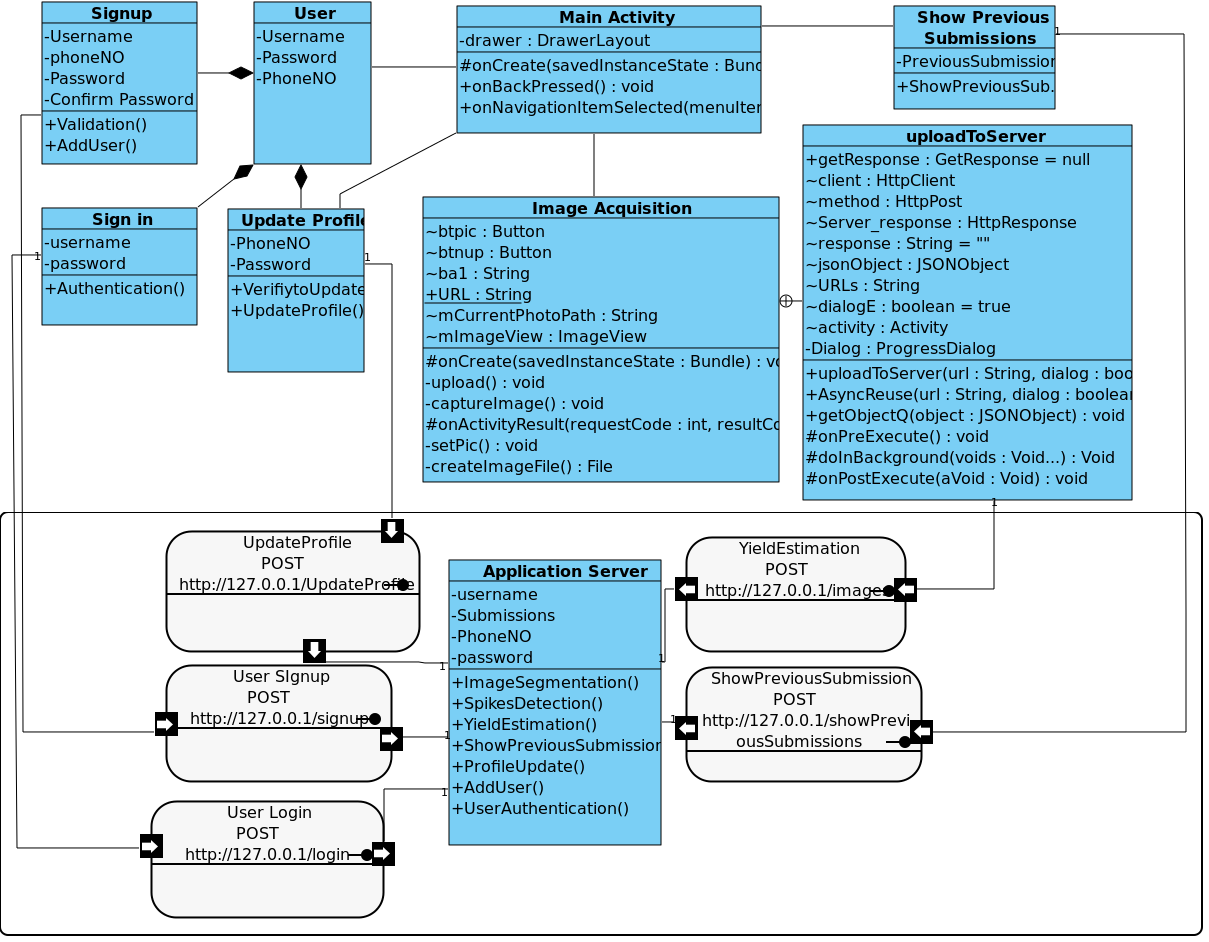 Signup
-Username
-phoneNO
-Password
-Confirm Password
+Validation()
+AddUser()
User
-Username
-Password
-PhoneNO
Main Activity
-drawer : DrawerLayout
#onCreate(savedInstanceState : Bund
+onBackPressed() : void
+onNavigationItemSelected(menuIter
Show Previous
Submissions
-PreviousSubmission
+ShowPreviousSub.
1
Sign in
-username
-password
+Authentication()
1
Update Profile
-PhoneNO
-Password
+VerifiytoUpdate
+UpdateProfile()
1
Image Acquisition
~btpic : Button
~btnup : Button
~ba1 : String
+URL : String
~mCurrentPhotoPath : String
~mImageView : ImageView
#onCreate(savedInstanceState : Bundle) : vo
-upload() : void
-captureImage() : void
#onActivityResult(requestCode : int, resultCo
-setPic() : void
-createImageFile() : File
uploadToServer
+getResponse : GetResponse = null
~client : HttpClient
~method : HttpPost
~Server_response : HttpResponse
~response : String = ""
~jsonObject : JSONObject
~URLs : String
~dialogE : boolean = true
~activity : Activity
-Dialog : ProgressDialog
+uploadToServer(url : String, dialog : boo
+AsyncReuse(url : String, dialog : boolear
+getObjectQ(object : JSONObject) : void
#onPreExecute() : void
#doInBackground(voids : Void...) : Void
#onPostExecute(aVoid : Void) : void
1
UpdateProfile
POST
http://127.0.0.1/UpdateProfile
User SIgnup
POST
http://127.0.0.1/signup
User Login
POST
http://127.0.0.1/login
Application Server
-username
-Submissions
-PhoneNO
-password
+ImageSegmentation()
+SpikesDetection()
+YieldEstimation()
+ShowPreviousSubmission
+ProfileUpdate()
+AddUser()
+UserAuthentication()
1
1
1
1
1
YieldEstimation
POST
http://127.0.0.1/images
ShowPreviousSubmission
POST
http://127.0.0.1/showPrevi
ousSubmissions